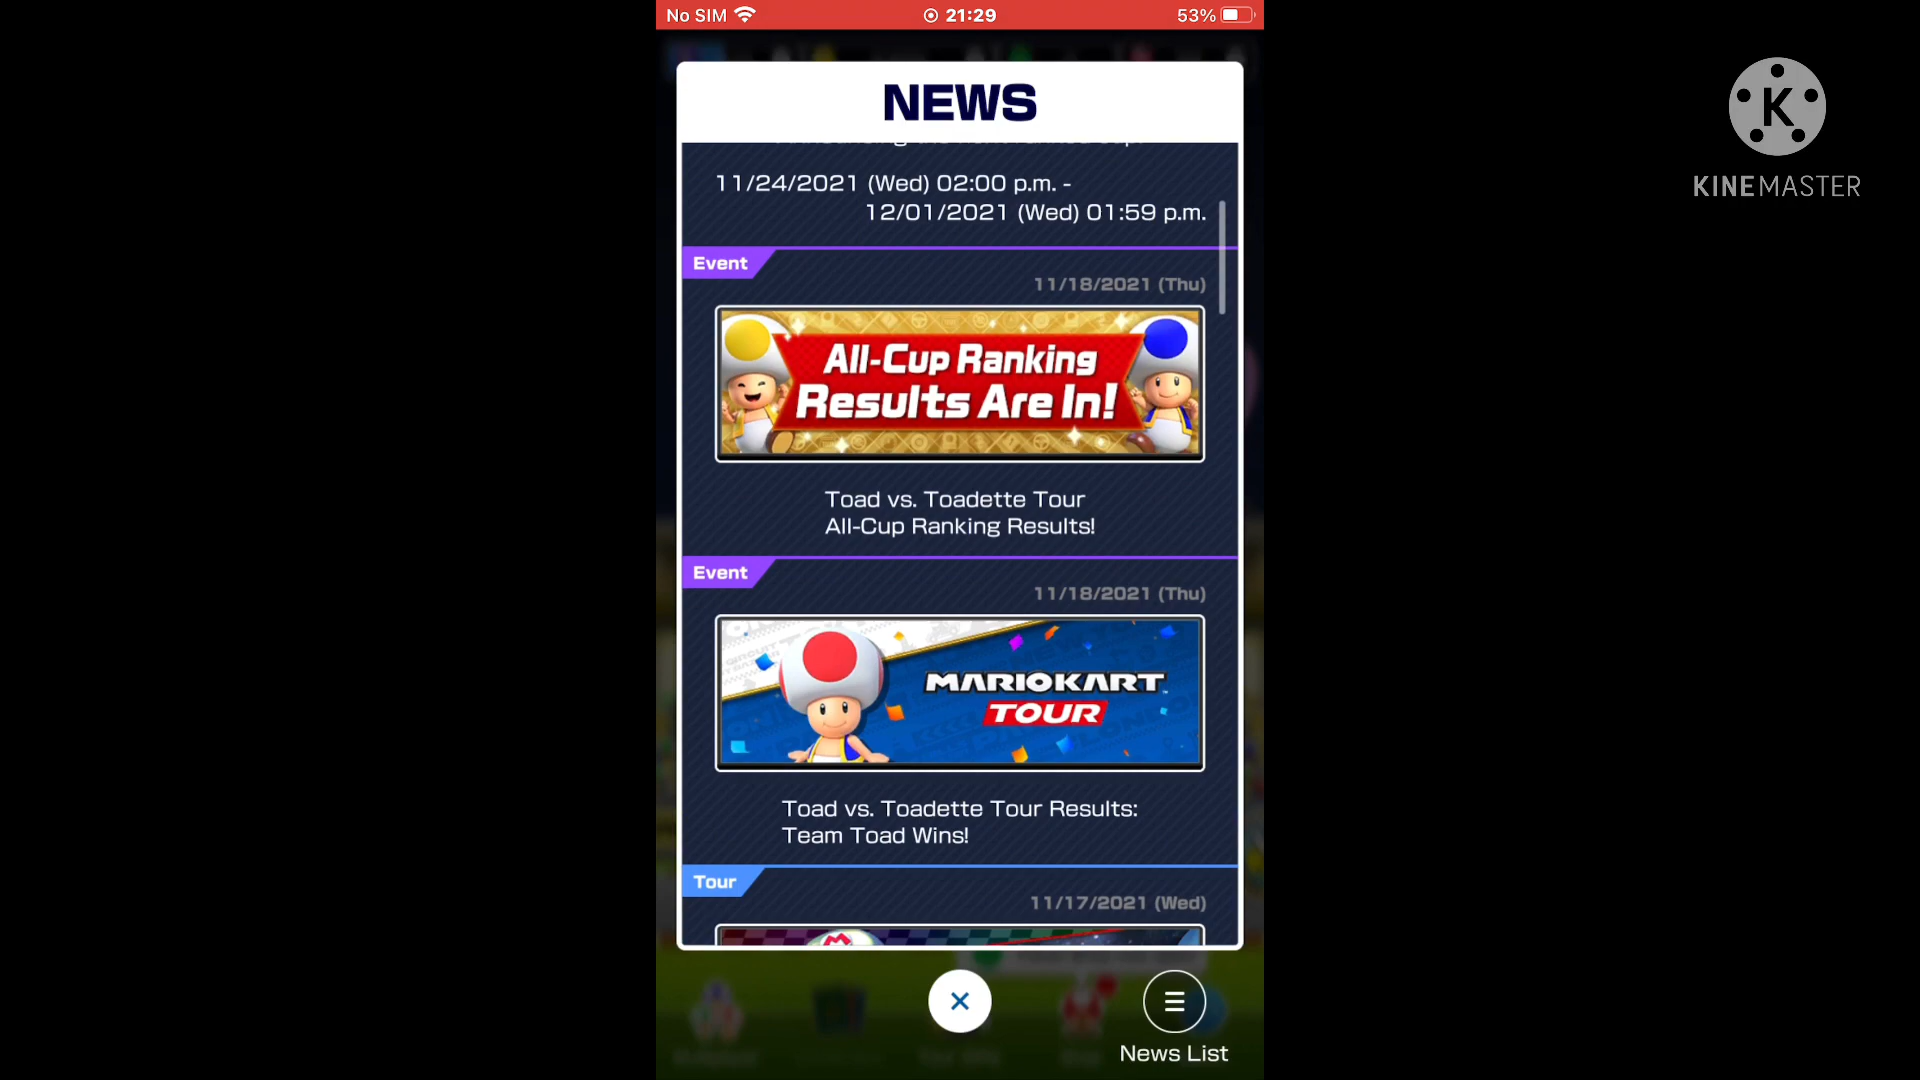 No SIM 21:29 53%
NEWS
11/24/2021 (Wed) 02:00 p.m. -
12/01/2021 (Wed) 01:59 p.m.
Event
11/18/2021 (Thu)
All-Cup Ranking
Results Are In!
Toad vs. Toadette Tour
All-Cup Ranking Results!
Event
11/18/2021 (Thu)
MARIOKART
TOUR
Toad vs. Toadette Tour Results:
Team Toad Wins!
Tour
11/17/2021 (Wed)
News List
K
KINEMASTER